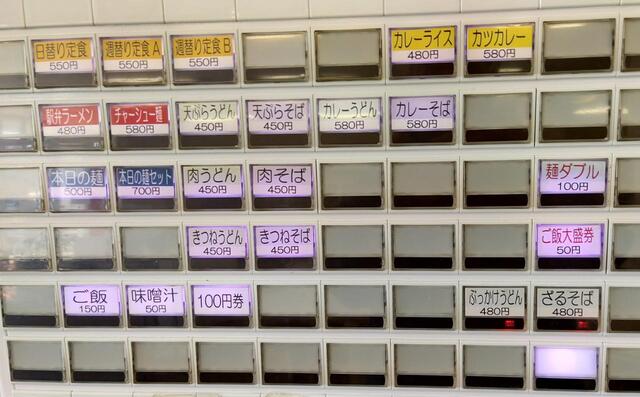 日替り定食
550円
週替り定食A
550円
週替り定食B
550円
カレーライス
480円
カツカレー
580円
駅弁ラーメン
480円
チャーシュー麺
580円
天ぷらうどん
450円
天ぷらそば
450円
カレーうどん
580円
カレーそば
580円
本日の麺
500円
本日の麺セット
700円
肉うどん
450円
肉そば
450円
麺ダブル
100円
きつねうどん
450円
きつねそば
450円
ご飯大盛券
50円
ご飯
150円
味噌汁
50円
100円券
ぶっかけうどん
480円
ざるそば
480円